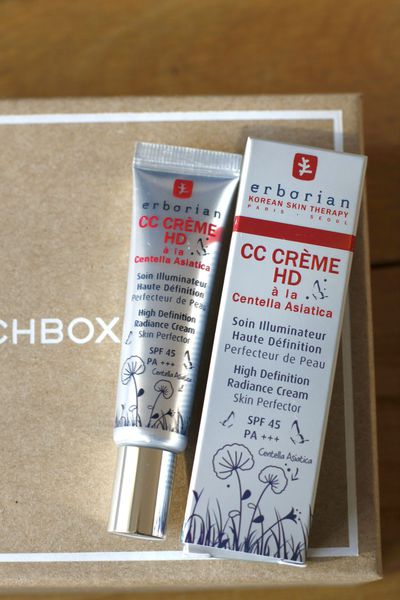 CHBOX
erborian
CC CRÈME
HD
à la
Centella Asiatica
Soin Illuminateur
Haute Définition
Perfecteur de Peau
High Definition
Radiance Cream
Skin Perfector
SPF 45
PA +++
Centella Asiatica
erborian
KOREAN SKIN THERAPY
PARIS - SEOUL
CC CRÈME
HD
à la
Centella Asiatica
Soin Illuminateur
Haute Définition
Perfecteur de Peau
High Definition
Radiance Cream
Skin Perfector
SPF 45
PA +++
Centella Asiatica